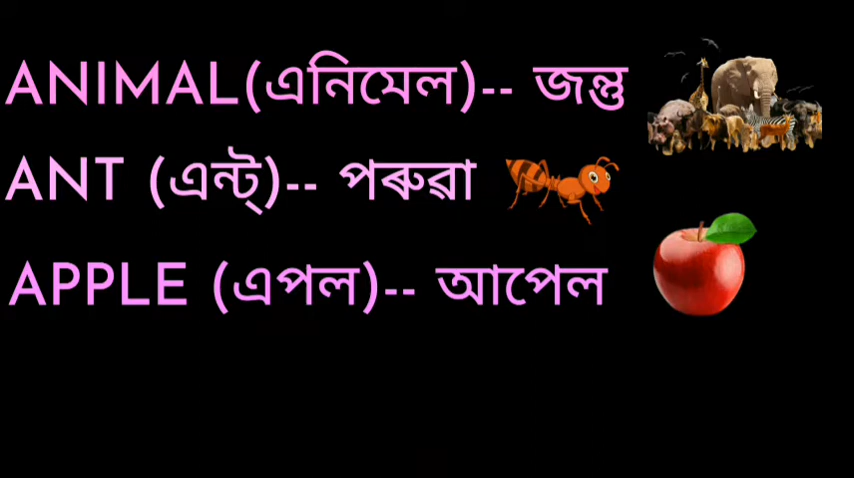 ANIMAL(এনিমেল)-- জন্তু
ANT (এন্ট্)-- পৰুৱা
APPLE (এপল)-- আপেল